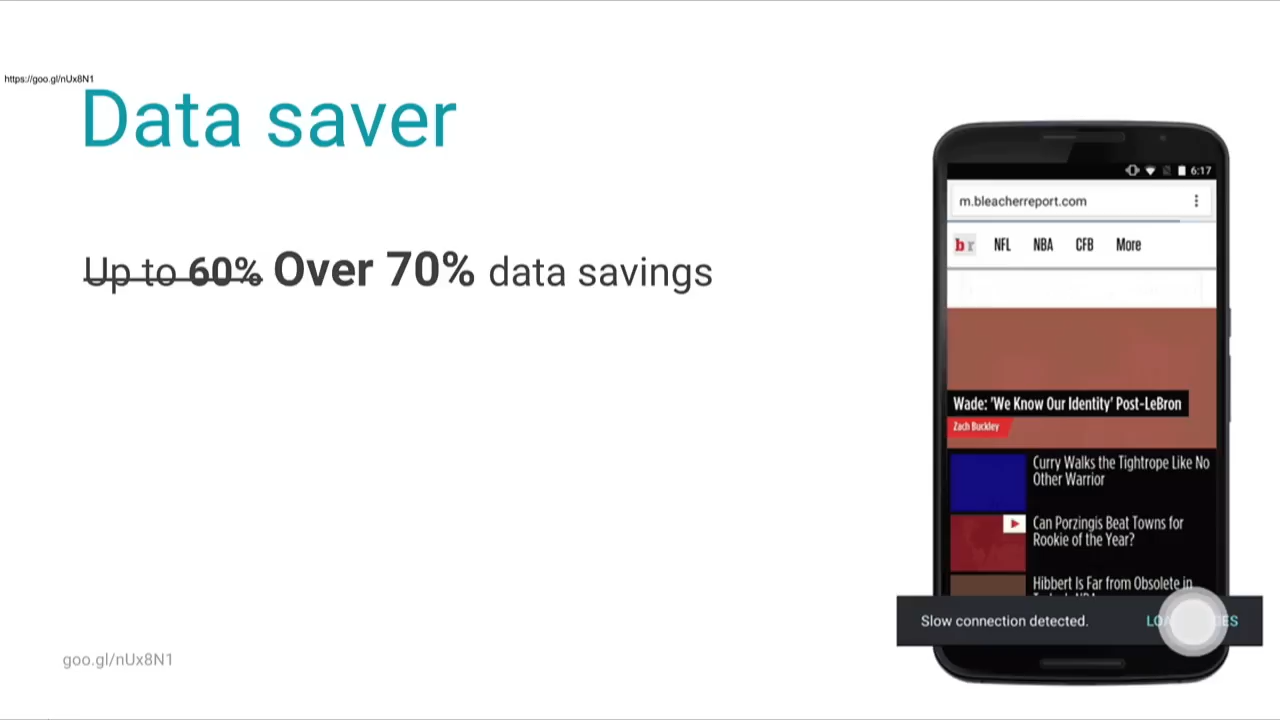 https://goo.gl/nUx8N1
Data saver
Up to 60% Over 70% data savings
6:17
m.bleacherreport.com
br NFL NBA CFB More
Wade: 'We Know Our Identity' Post-LeBron
Zach Buckley
Curry Walks the Tightrope Like No
Other Warrior
Can Porzingis Beat Towns for
Rookie of the Year?
Hibbert Is Far from Obsolete in
Slow connection detected.
goo.gl/nUx8N1